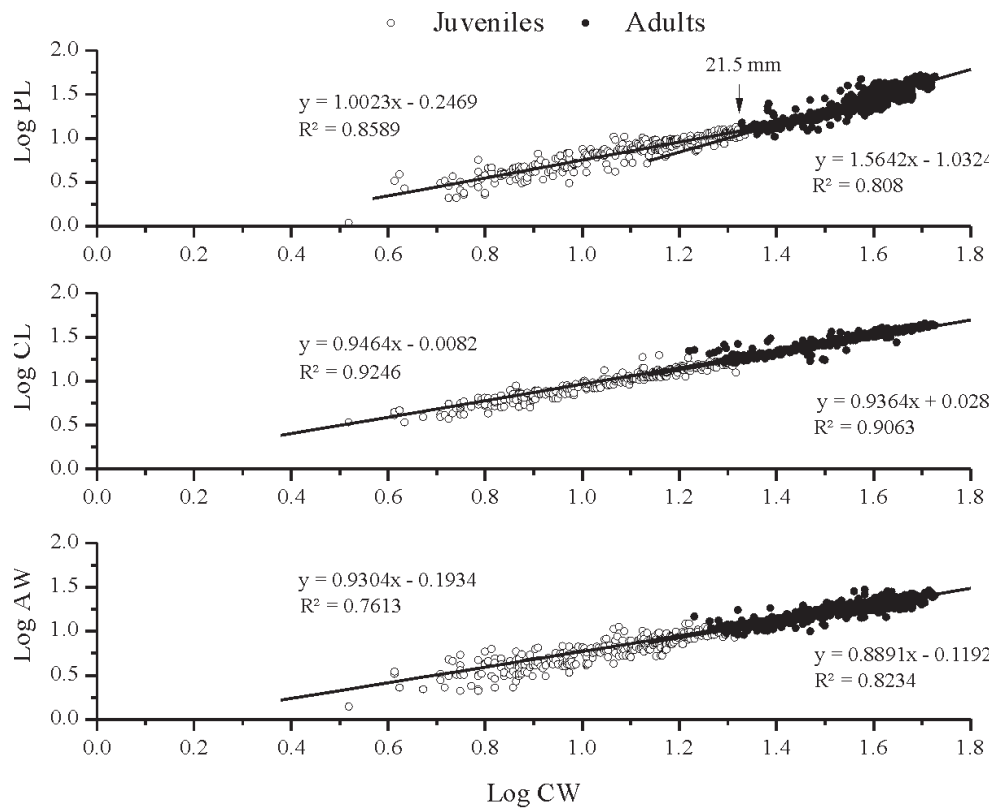 Juveniles Adults
Log PL
2.0
1.5
1.0
0.5
0.0
y = 1.0023x - 0.2469
R² = 0.8589
21.5 mm
y = 1.5642x - 1.0324
R² = 0.808
0.0 0.2 0.4 0.6 0.8 1.0 1.2 1.4 1.6 1.8
Log CL
2.0
1.5
1.0
0.5
0.0
y = 0.9464x - 0.0082
R² = 0.9246
y = 0.9364x + 0.028
R² = 0.9063
0.0 0.2 0.4 0.6 0.8 1.0 1.2 1.4 1.6 1.8
Log AW
2.0
1.5
1.0
0.5
0.0
y = 0.9304x - 0.1934
R² = 0.7613
y = 0.8891x - 0.1192
R² = 0.8234
0.0 0.2 0.4 0.6 0.8 1.0 1.2 1.4 1.6 1.8
Log CW